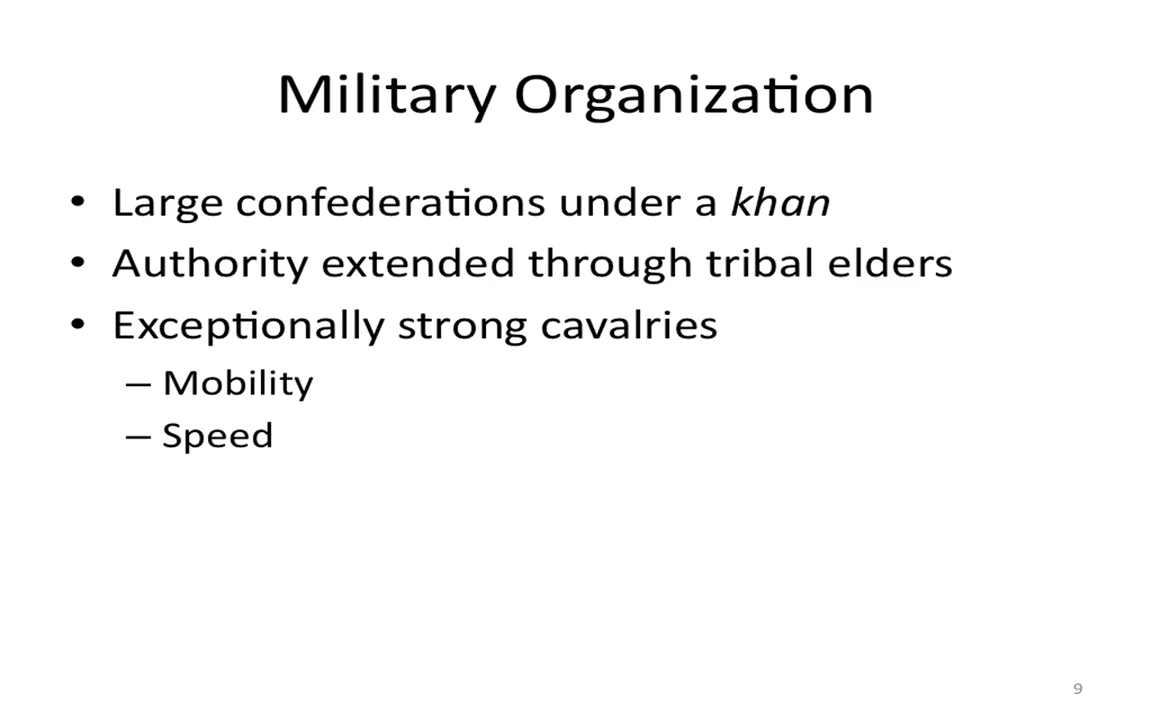 Military Organization
• Large confederations under a khan
• Authority extended through tribal elders
• Exceptionally strong cavalries
– Mobility
– Speed
9